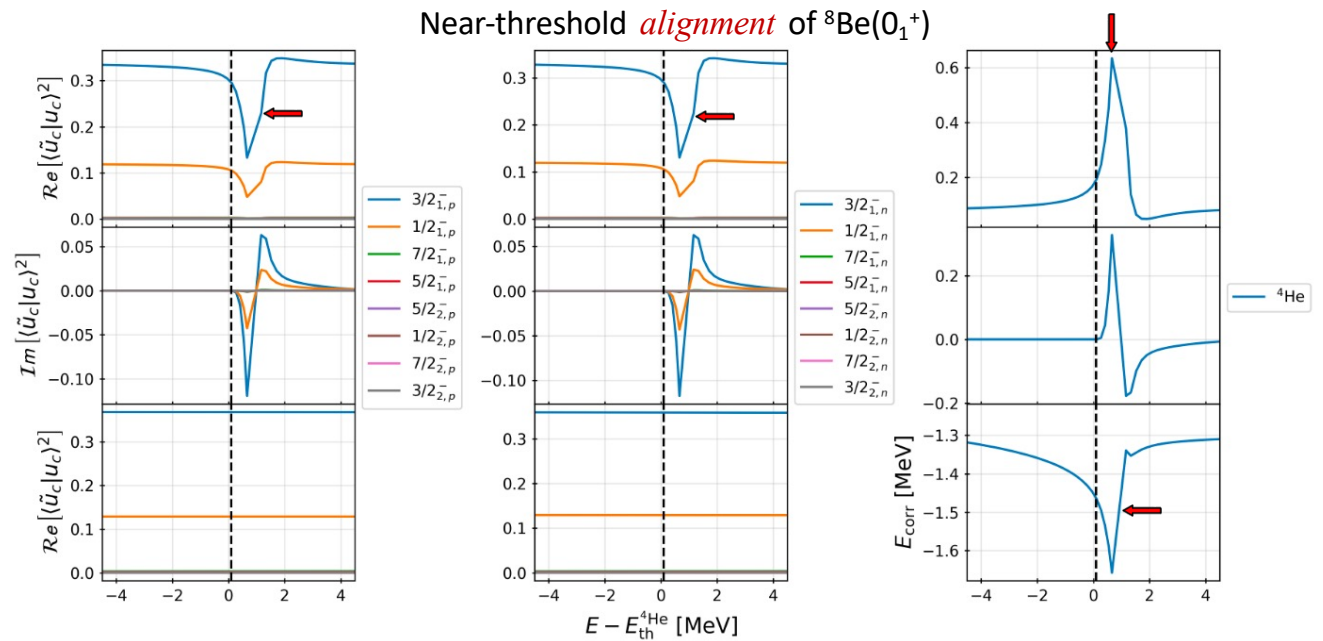 Near-threshold alignment of ⁸Be(0₁⁺)
Re[⟨ũ_c|u_c⟩²]
0.3
0.2
0.1
0.0
Im[⟨ũ_c|u_c⟩²]
0.05
0.00
−0.05
−0.10
Re[⟨ũ_c|u_c⟩²]
0.3
0.2
0.1
0.0
−4 −2 0 2 4
3/2⁻₁,ₚ
1/2⁻₁,ₚ
7/2⁻₁,ₚ
5/2⁻₁,ₚ
5/2⁻₂,ₚ
1/2⁻₂,ₚ
7/2⁻₂,ₚ
3/2⁻₂,ₚ
0.3
0.2
0.1
0.0
0.05
0.00
−0.05
−0.10
0.3
0.2
0.1
0.0
−4 −2 0 2 4
E − E_th^⁴He [MeV]
3/2⁻₁,ₙ
1/2⁻₁,ₙ
7/2⁻₁,ₙ
5/2⁻₁,ₙ
5/2⁻₂,ₙ
1/2⁻₂,ₙ
7/2⁻₂,ₙ
3/2⁻₂,ₙ
0.6
0.4
0.2
0.2
0.0
−0.2
E_corr [MeV]
−1.3
−1.4
−1.5
−1.6
−4 −2 0 2 4
⁴He